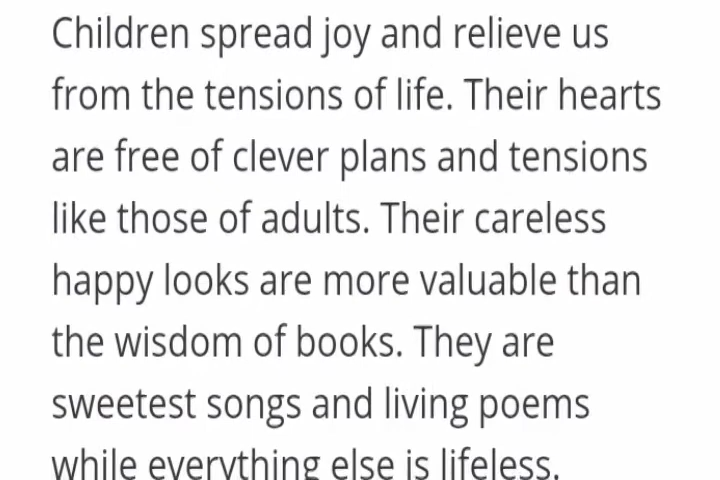 Children spread joy and relieve us
from the tensions of life. Their hearts
are free of clever plans and tensions
like those of adults. Their careless
happy looks are more valuable than
the wisdom of books. They are
sweetest songs and living poems
while everything else is lifeless.